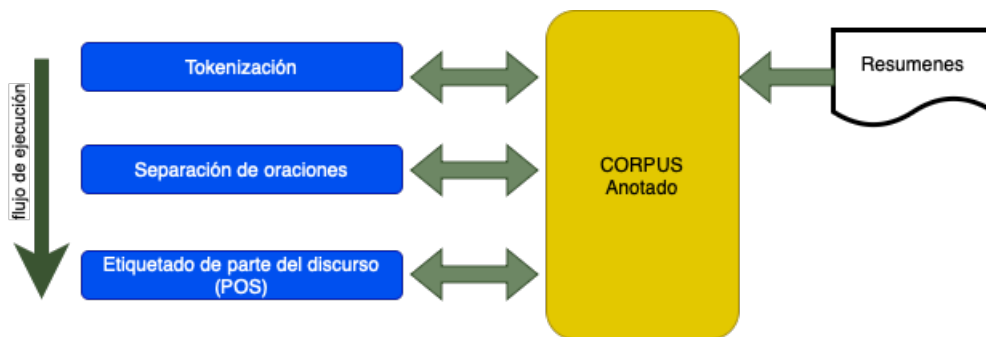 flujo de ejecución
Tokenización
Separación de oraciones
Etiquetado de parte del discurso
(POS)
CORPUS
Anotado
Resumenes